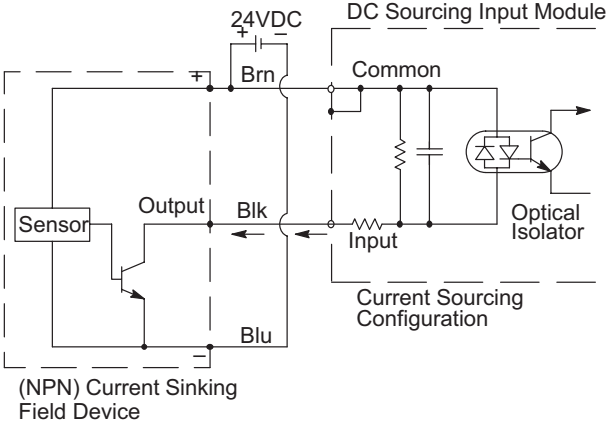 DC Sourcing Input Module
24VDC
+ −
+
Brn
Common
Output
Blk
Sensor
Input
Optical
Isolator
Current Sourcing
Configuration
Blu
−
(NPN) Current Sinking
Field Device